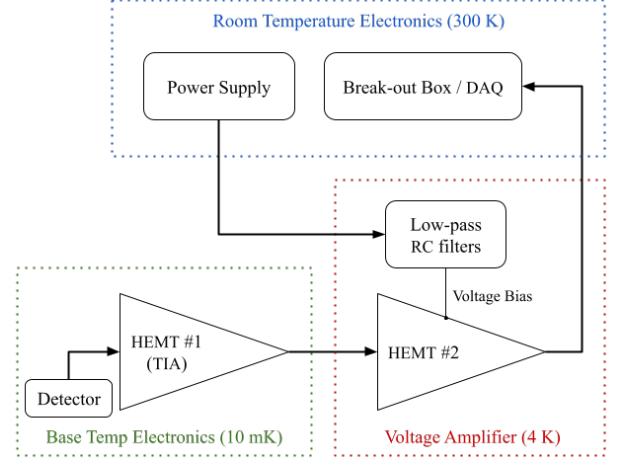 Room Temperature Electronics (300 K)
Power Supply
Break-out Box / DAQ
Low-pass
RC filters
Voltage Bias
HEMT #1
(TIA)
HEMT #2
Detector
Base Temp Electronics (10 mK)
Voltage Amplifier (4 K)